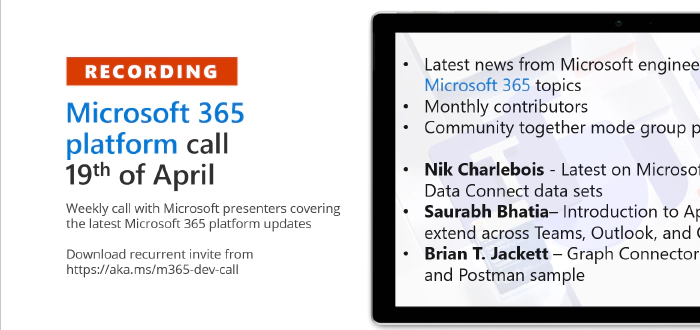 RECORDING
Microsoft 365
platform call
19th of April
Weekly call with Microsoft presenters covering
the latest Microsoft 365 platform updates
Download recurrent invite from
https://aka.ms/m365-dev-call
• Latest news from Microsoft enginee
Microsoft 365 topics
• Monthly contributors
• Community together mode group p
• Nik Charlebois - Latest on Microsof
Data Connect data sets
• Saurabh Bhatia– Introduction to Ap
extend across Teams, Outlook, and
• Brian T. Jackett – Graph Connector
and Postman sample